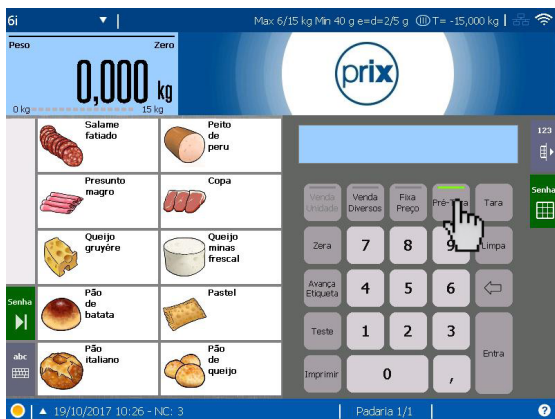 6i
Max 6/15 kg Min 40 g e=d=2/5 g T= -15,000 kg
Peso
Zero
0,000 kg
0 kg
15 kg
prix
Salame
fatiado
Peito
de
peru
Presunto
magro
Copa
Queijo
gruyére
Queijo
minas
frescal
Pão
de
batata
Pastel
Pão
italiano
Pão
de
queijo
Senha
abc
123
Senha
Venda
Unidade
Venda
Diversos
Fixa
Preço
Tara
Zera
7
8
9
Limpa
Avança
Etiqueta
4
5
6
Teste
1
2
3
Entra
Imprimir
0
,
19/10/2017 10:26 - NC: 3
Padaria 1/1
?